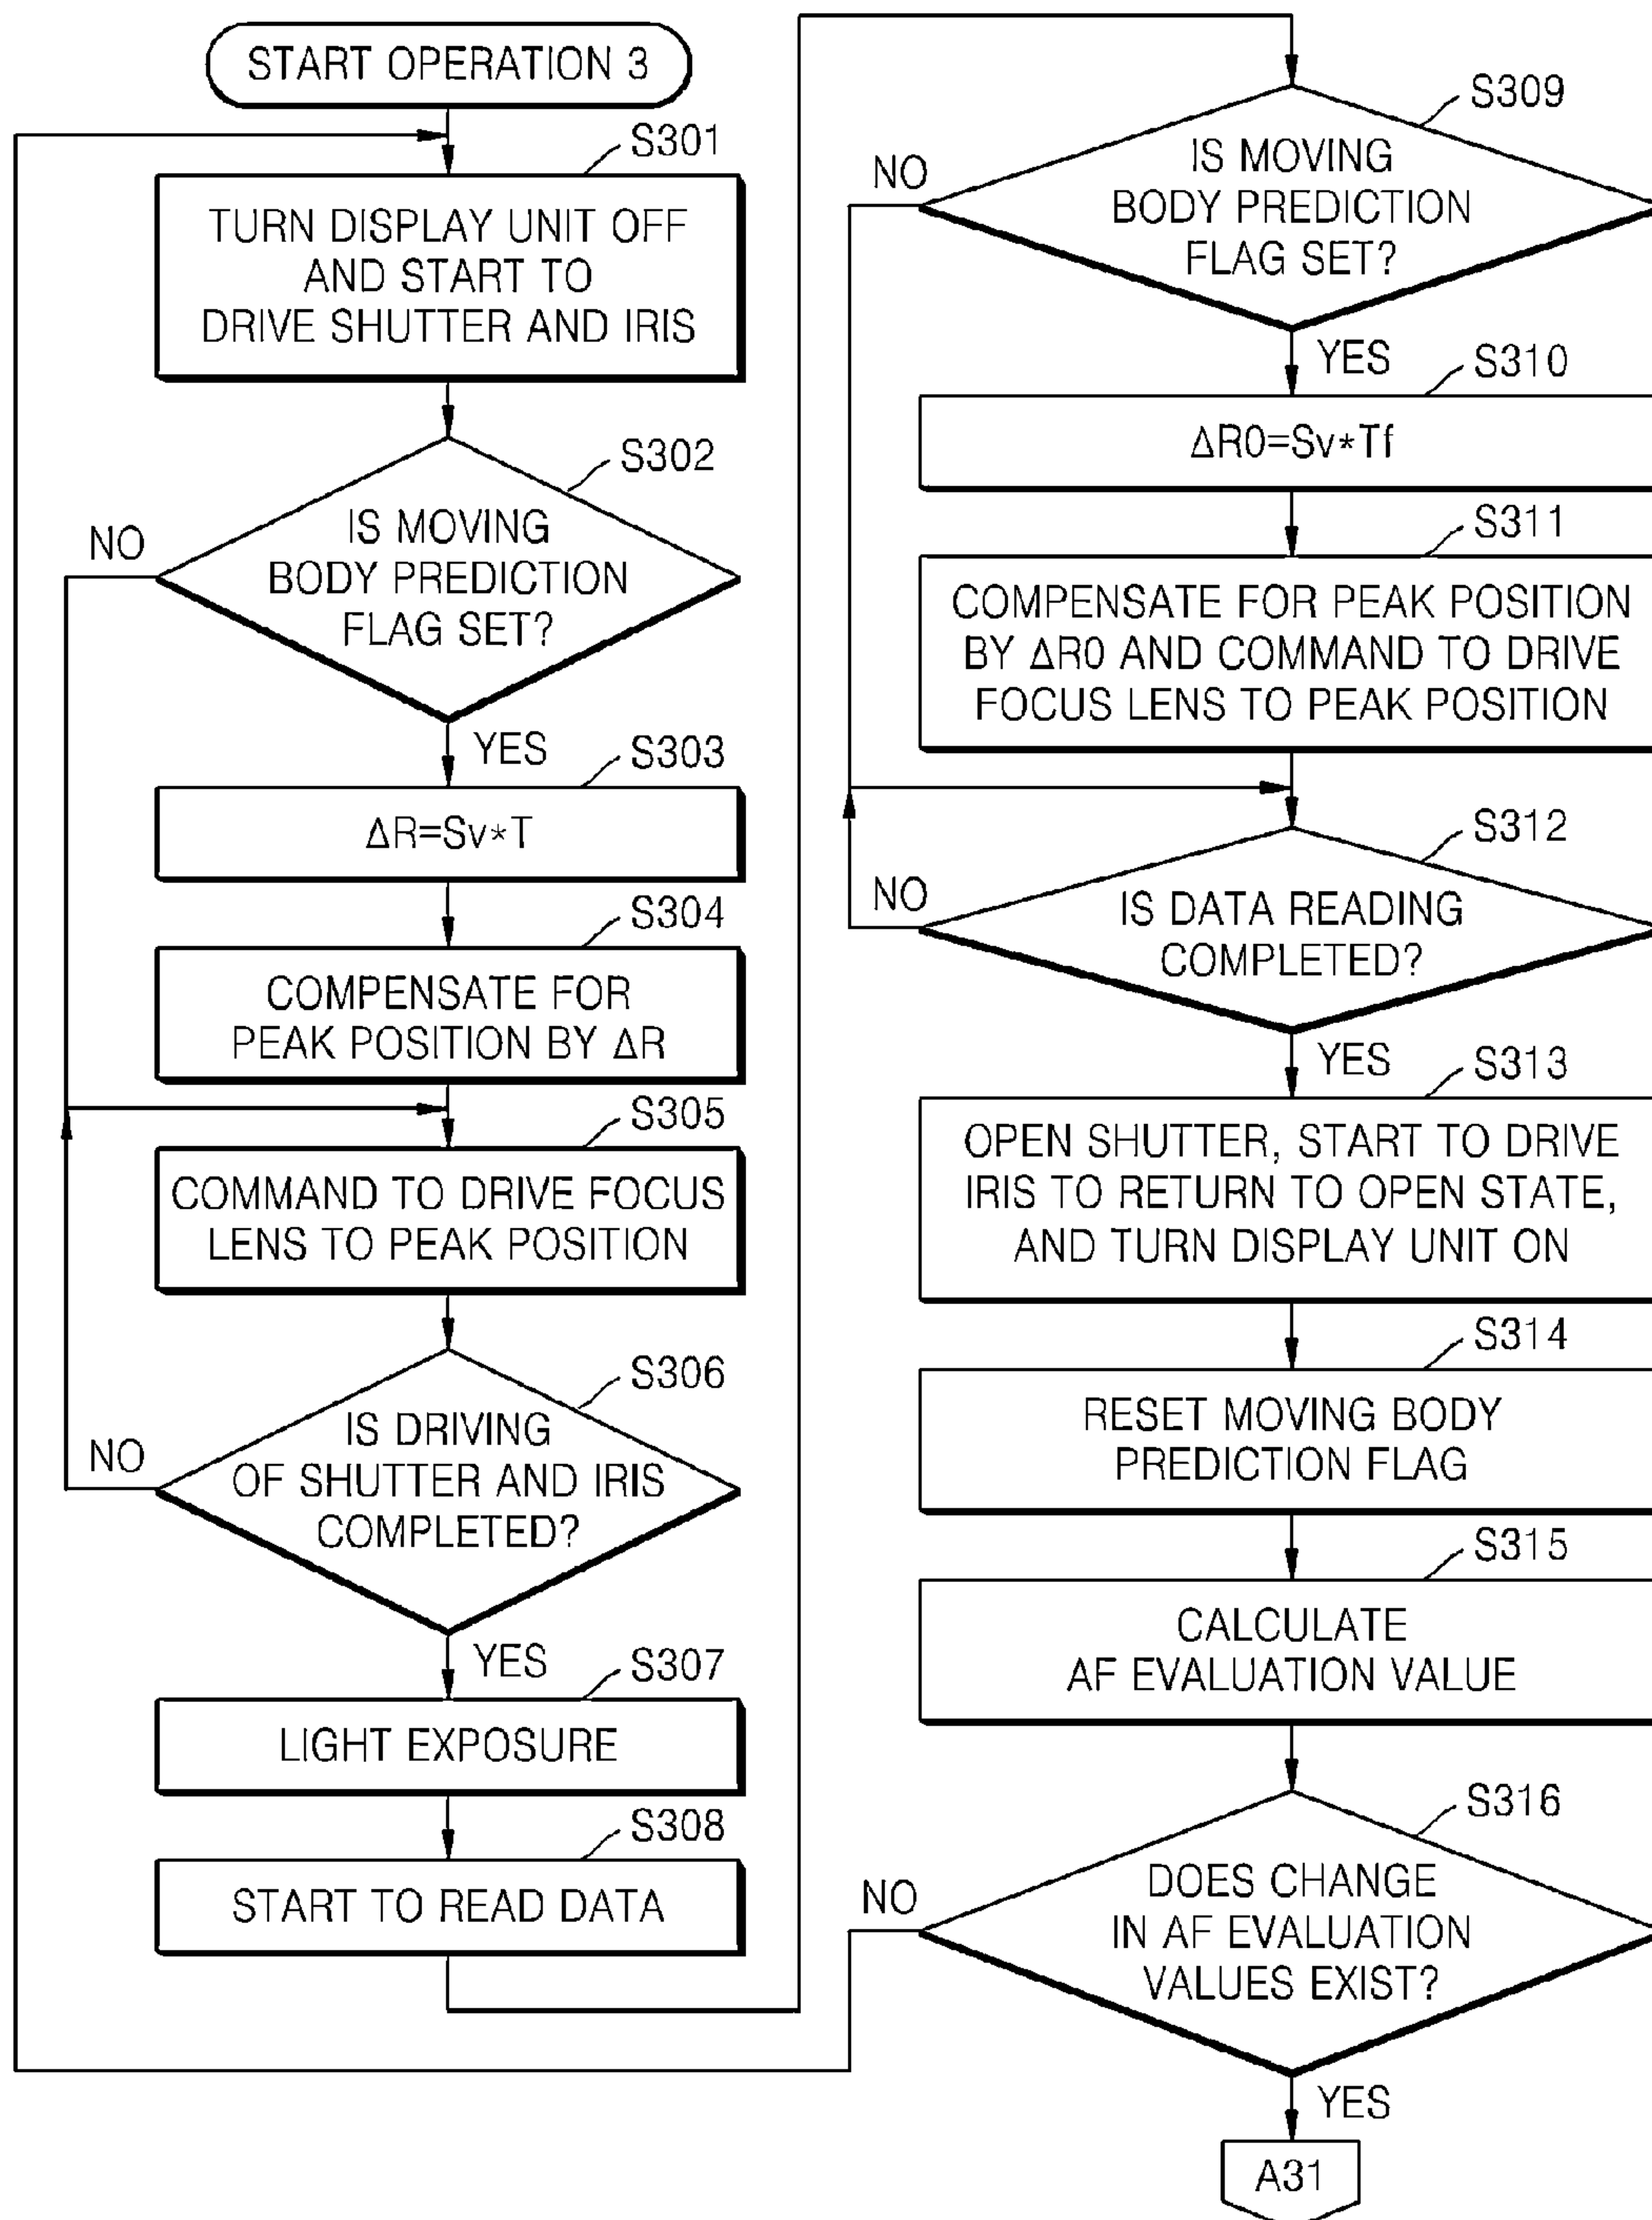 START OPERATION 3
S301
TURN DISPLAY UNIT OFF
AND START TO
DRIVE SHUTTER AND IRIS
S302
NO
IS MOVING
BODY PREDICTION
FLAG SET?
YES
S303
ΔR=Sv*T
S304
COMPENSATE FOR
PEAK POSITION BY ΔR
S305
COMMAND TO DRIVE FOCUS
LENS TO PEAK POSITION
S306
NO
IS DRIVING
OF SHUTTER AND IRIS
COMPLETED?
YES
S307
LIGHT EXPOSURE
S308
START TO READ DATA
S309
NO
IS MOVING
BODY PREDICTION
FLAG SET?
YES
S310
ΔR0=Sv*Tf
S311
COMPENSATE FOR PEAK POSITION
BY ΔR0 AND COMMAND TO DRIVE
FOCUS LENS TO PEAK POSITION
S312
NO
IS DATA READING
COMPLETED?
YES
S313
OPEN SHUTTER, START TO DRIVE
IRIS TO RETURN TO OPEN STATE,
AND TURN DISPLAY UNIT ON
S314
RESET MOVING BODY
PREDICTION FLAG
S315
CALCULATE
AF EVALUATION VALUE
S316
NO
DOES CHANGE
IN AF EVALUATION
VALUES EXIST?
YES
A31